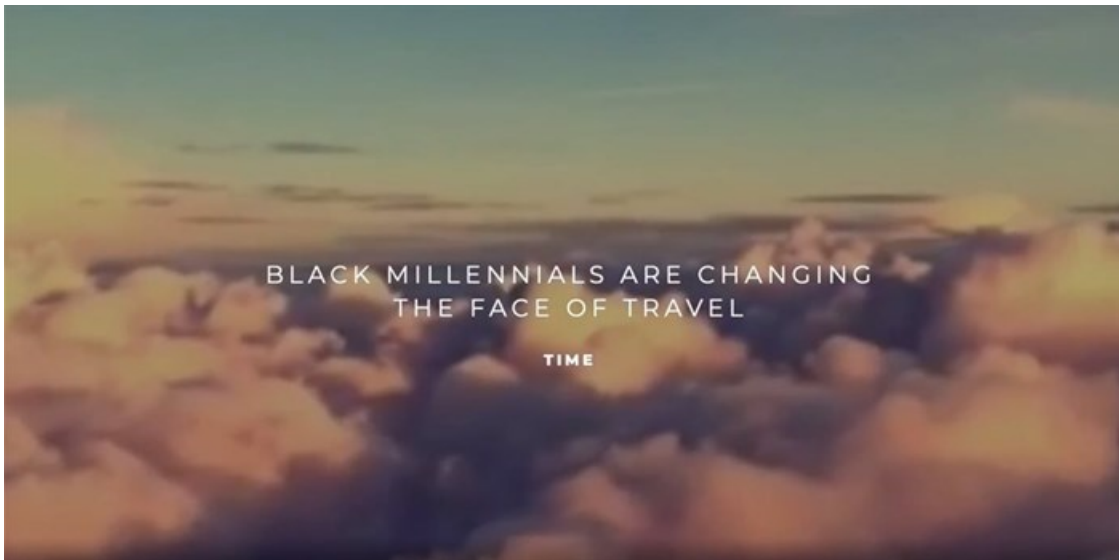 BLACK MILLENNIALS ARE CHANGING
THE FACE OF TRAVEL
TIME